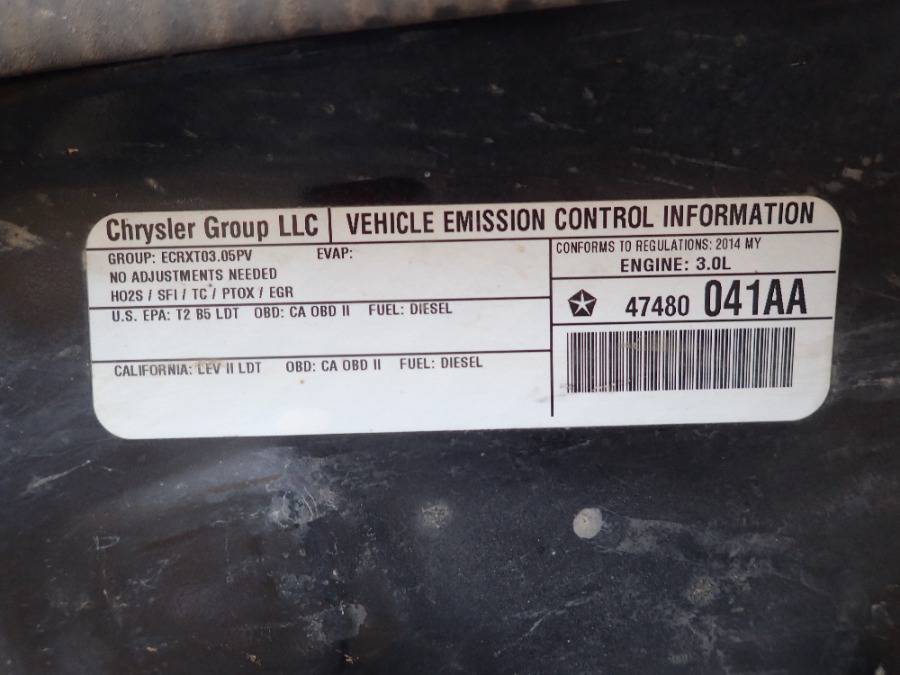 Chrysler Group LLC | VEHICLE EMISSION CONTROL INFORMATION
GROUP: ECRXT03.05PV EVAP:
NO ADJUSTMENTS NEEDED
HO2S / SFI / TC / PTOX / EGR
U.S. EPA: T2 B5 LDT OBD: CA OBD II FUEL: DIESEL
CALIFORNIA: LEV II LDT OBD: CA OBD II FUEL: DIESEL
CONFORMS TO REGULATIONS: 2014 MY
ENGINE: 3.0L
47480 041AA